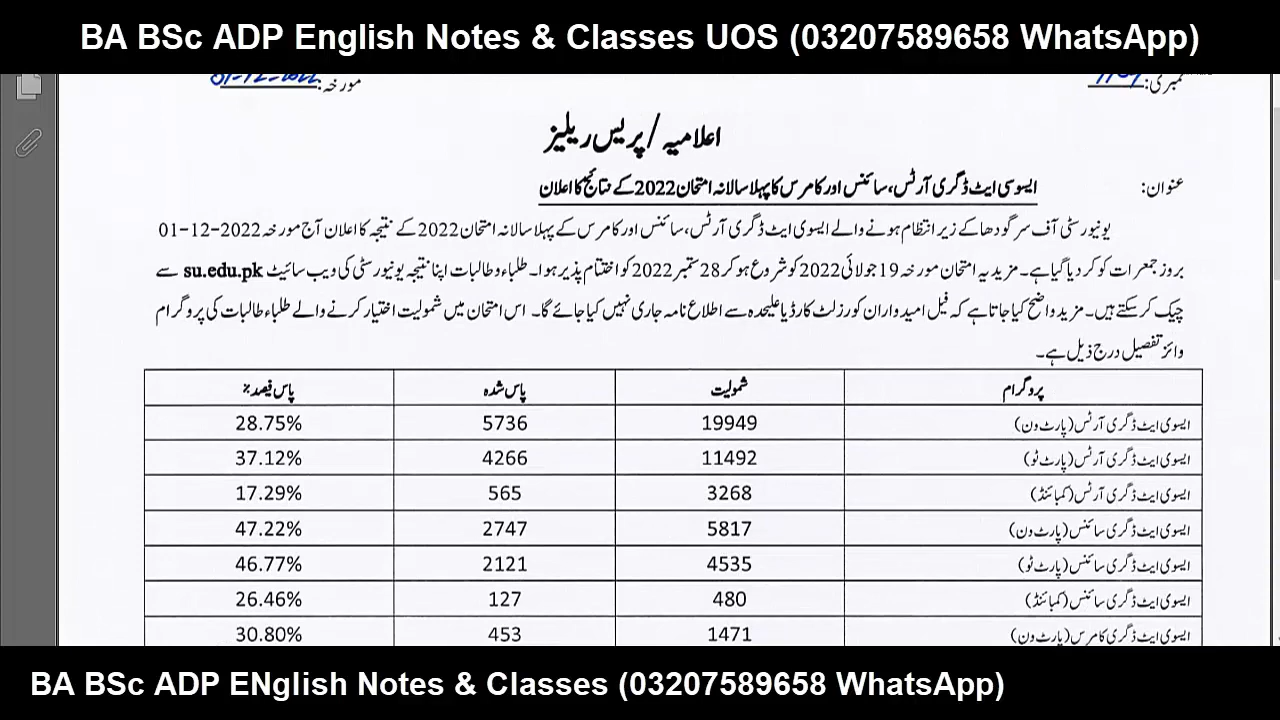 BA BSc ADP English Notes & Classes UOS (03207589658 WhatsApp)
نمبری: مورخہ:
اعلامیہ / پریس ریلیز
عنوان: ایسوسی ایٹ ڈگری آرٹس، سائنس اور کامرس کا پہلا سالانہ امتحان 2022 کے نتائج کا اعلان
یونیورسٹی آف سرگودھا کے زیر انتظام ہونے والے ایسوسی ایٹ ڈگری آرٹس، سائنس اور کامرس کے پہلا سالانہ امتحان 2022 کے نتیجہ کا اعلان آج مورخہ 01-12-2022
بروز جمعرات کو کر دیا گیا ہے۔ مزید یہ امتحان مورخہ 19 جولائی 2022 کو شروع ہو کر 28 ستمبر 2022 کو اختتام پذیر ہوا۔ طلباء و طالبات اپنا نتیجہ یونیورسٹی کی ویب سائیٹ su.edu.pk سے
چیک کر سکتے ہیں۔ مزید واضح کیا جاتا ہے کہ فیل امیدواران کو رزلٹ کارڈ یا علیحدہ سے اطلاع نامہ جاری نہیں کیا جائے گا۔ اس امتحان میں شمولیت اختیار کرنے والے طلباء طالبات کی پروگرام
وائز تفصیل درج ذیل ہے۔
پروگرام شمولیت پاس شدہ پاس فیصد %
ایسوسی ایٹ ڈگری آرٹس (پارٹ ون) 19949 5736 28.75%
ایسوسی ایٹ ڈگری آرٹس (پارٹ ٹو) 11492 4266 37.12%
ایسوسی ایٹ ڈگری آرٹس (کمبائنڈ) 3268 565 17.29%
ایسوسی ایٹ ڈگری سائنس (پارٹ ون) 5817 2747 47.22%
ایسوسی ایٹ ڈگری سائنس (پارٹ ٹو) 4535 2121 46.77%
ایسوسی ایٹ ڈگری سائنس (کمبائنڈ) 480 127 26.46%
ایسوسی ایٹ ڈگری کامرس (پارٹ ون) 1471 453 30.80%
BA BSc ADP ENglish Notes & Classes (03207589658 WhatsApp)